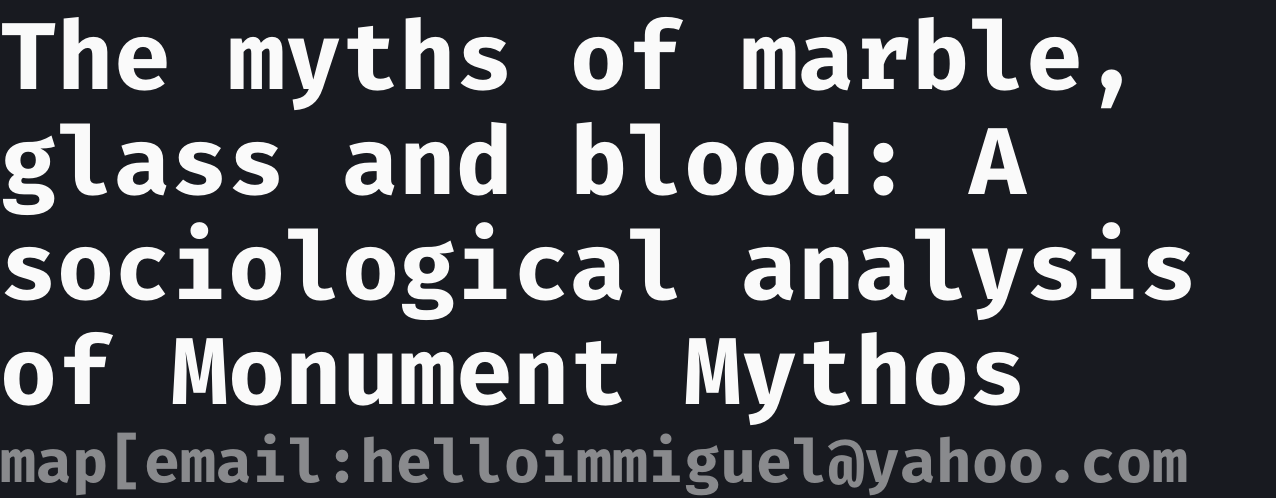 The myths of marble,
glass and blood: A
sociological analysis
of Monument Mythos
map[email:helloimmiguel@yahoo.com